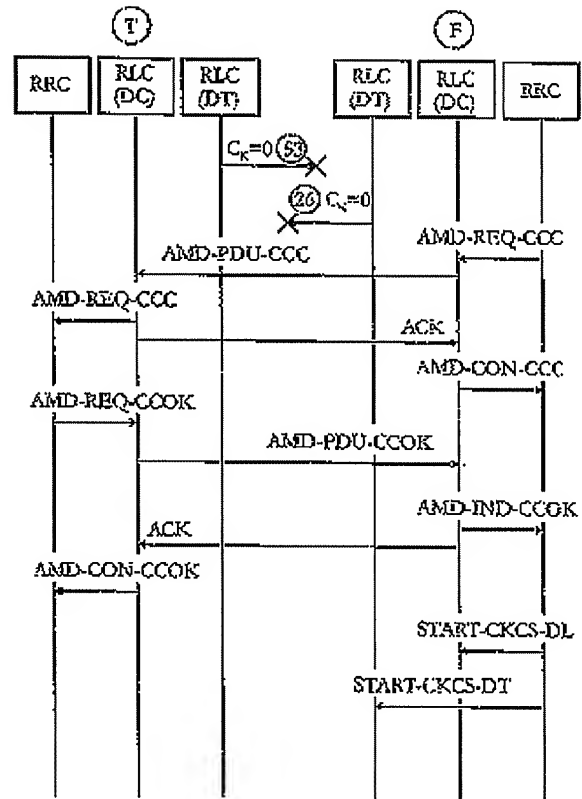 T F
RRC RLC (DC) RLC (DT) RLC (DT) RLC (DC) RRC
C_K=0 53
26 C_K=0
AMD-REQ-CCC
AMD-PDU-CCC
AMD-REQ-CCC
ACK
AMD-CON-CCC
AMD-REQ-CCOK
AMD-PDU-CCOK
AMD-IND-CCOK
ACK
AMD-CON-CCOK
START-CKCS-DL
START-CKCS-DT